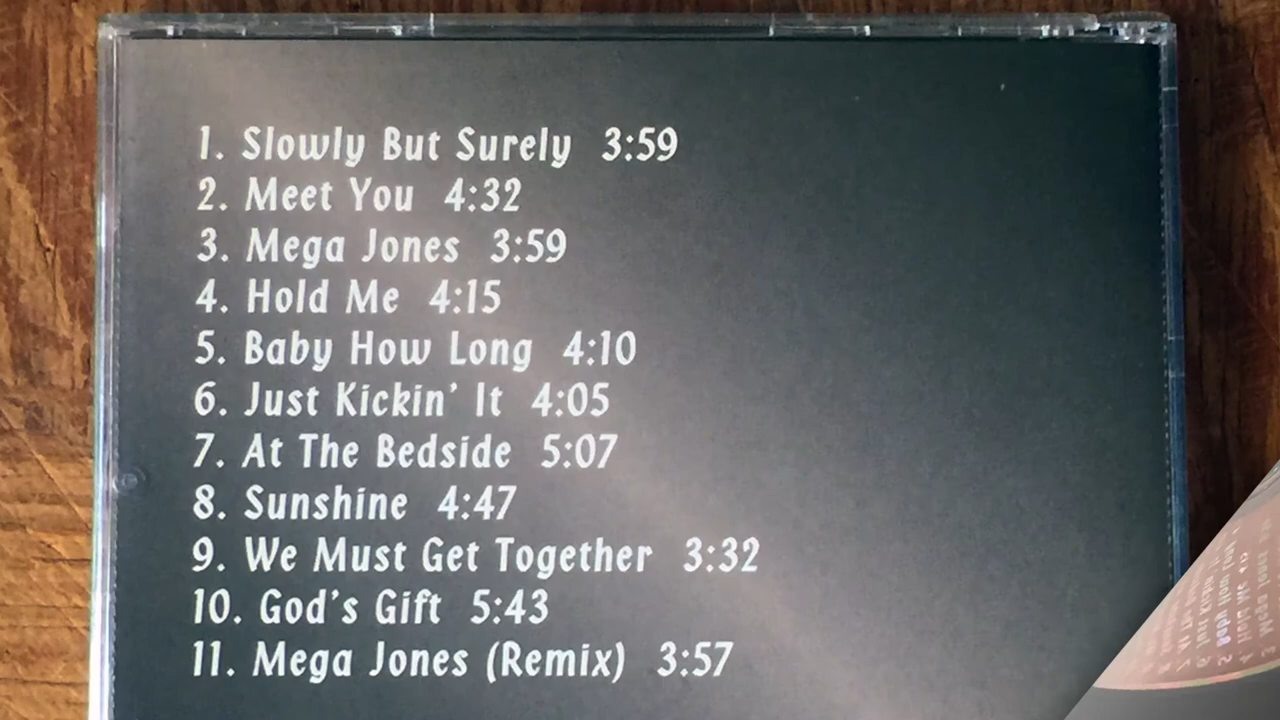 1. Slowly But Surely 3:59
2. Meet You 4:32
3. Mega Jones 3:59
4. Hold Me 4:15
5. Baby How Long 4:10
6. Just Kickin' It 4:05
7. At The Bedside 5:07
8. Sunshine 4:47
9. We Must Get Together 3:32
10. God's Gift 5:43
11. Mega Jones (Remix) 3:57